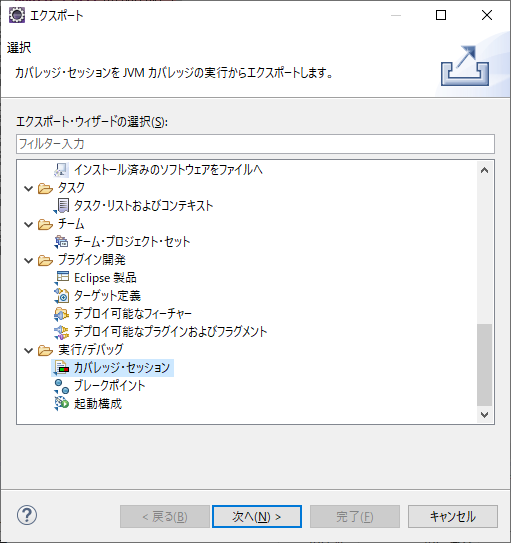 エクスポート
選択
カバレッジ・セッションを JVM カバレッジの実行からエクスポートします。
エクスポート・ウィザードの選択(S):
フィルター入力
インストール済みのソフトウェアをファイルへ
タスク
タスク・リストおよびコンテキスト
チーム
チーム・プロジェクト・セット
プラグイン開発
Eclipse 製品
ターゲット定義
デプロイ可能なフィーチャー
デプロイ可能なプラグインおよびフラグメント
実行/デバッグ
カバレッジ・セッション
ブレークポイント
起動構成
< 戻る(B)
次へ(N) >
完了(F)
キャンセル